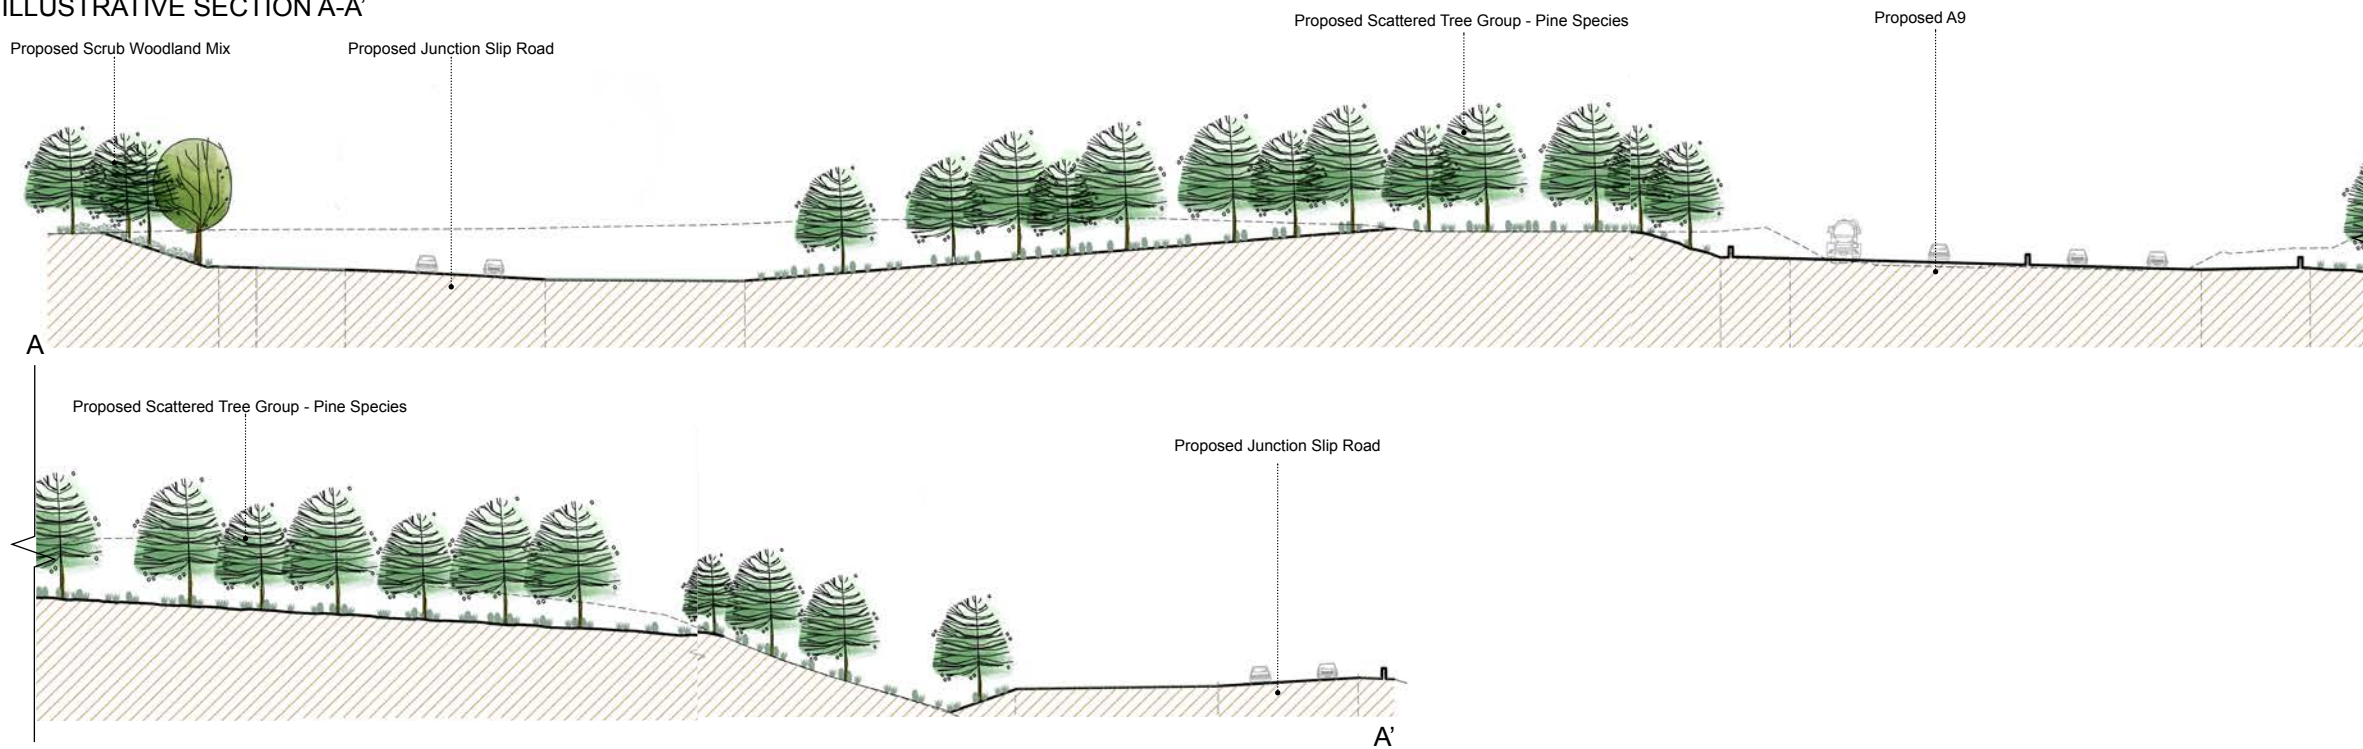 ILLUSTRATIVE SECTION A-A'
Proposed Scrub Woodland Mix
Proposed Junction Slip Road
Proposed Scattered Tree Group - Pine Species
Proposed A9
A
Proposed Scattered Tree Group - Pine Species
Proposed Junction Slip Road
A'